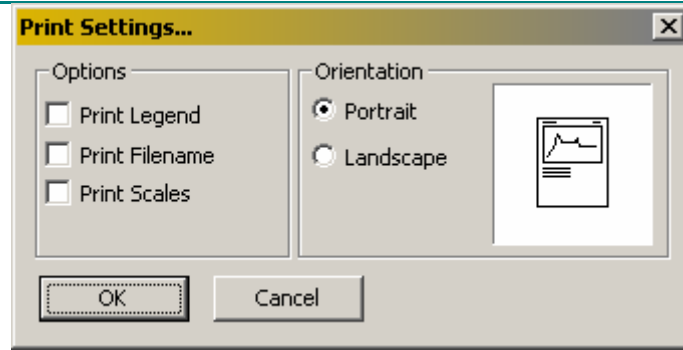 Print Settings...
Options
Print Legend
Print Filename
Print Scales
Orientation
Portrait
Landscape
OK
Cancel